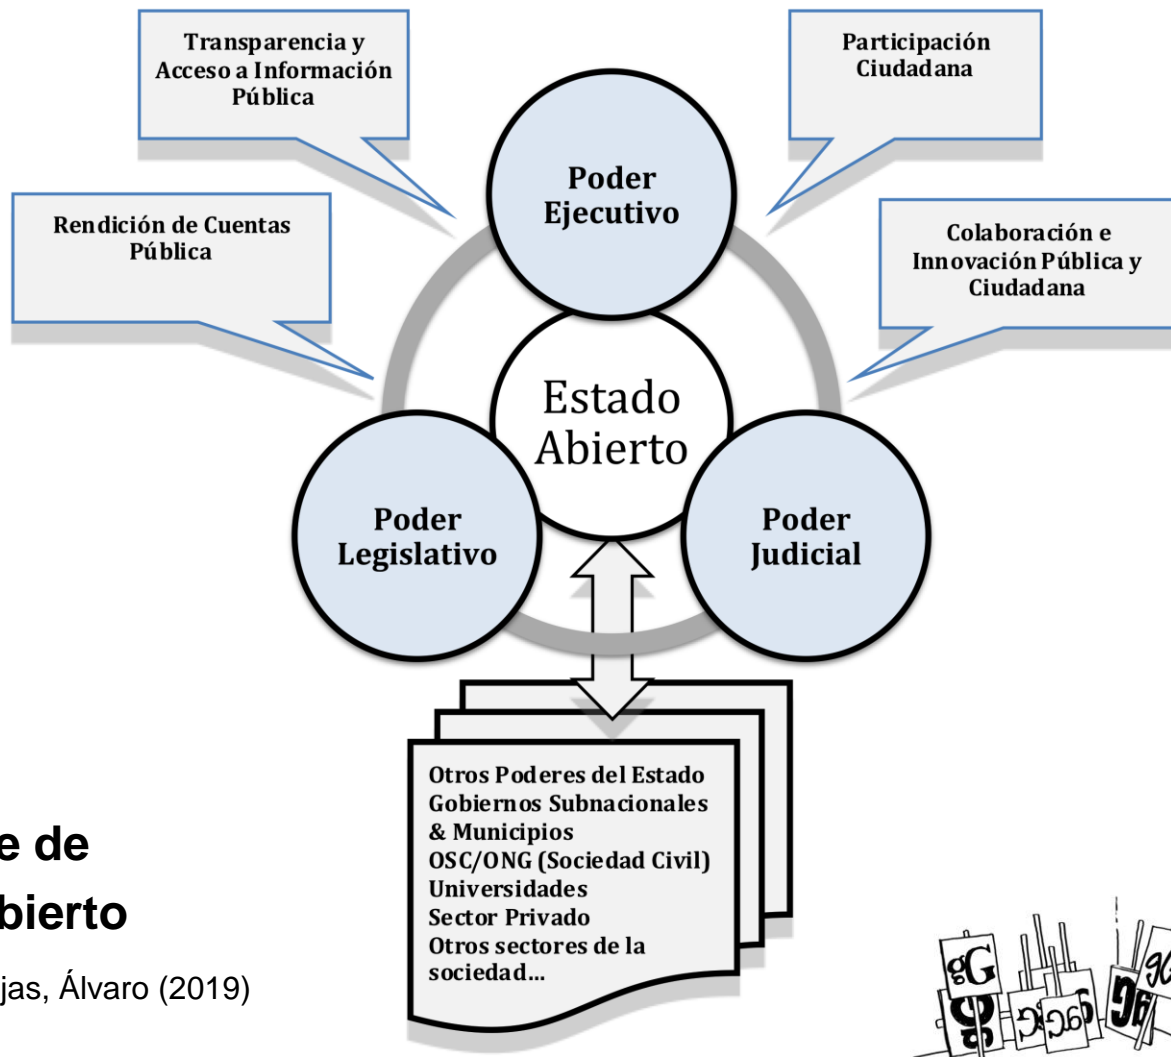 Transparencia y
Acceso a Información
Pública
Participación
Ciudadana
Rendición de Cuentas
Pública
Colaboración e
Innovación Pública y
Ciudadana
Poder
Ejecutivo
Estado
Abierto
Poder
Legislativo
Poder
Judicial
Otros Poderes del Estado
Gobiernos Subnacionales
& Municipios
OSC/ONG (Sociedad Civil)
Universidades
Sector Privado
Otros sectores de la
sociedad...
e de
bierto
jas, Álvaro (2019)
gG